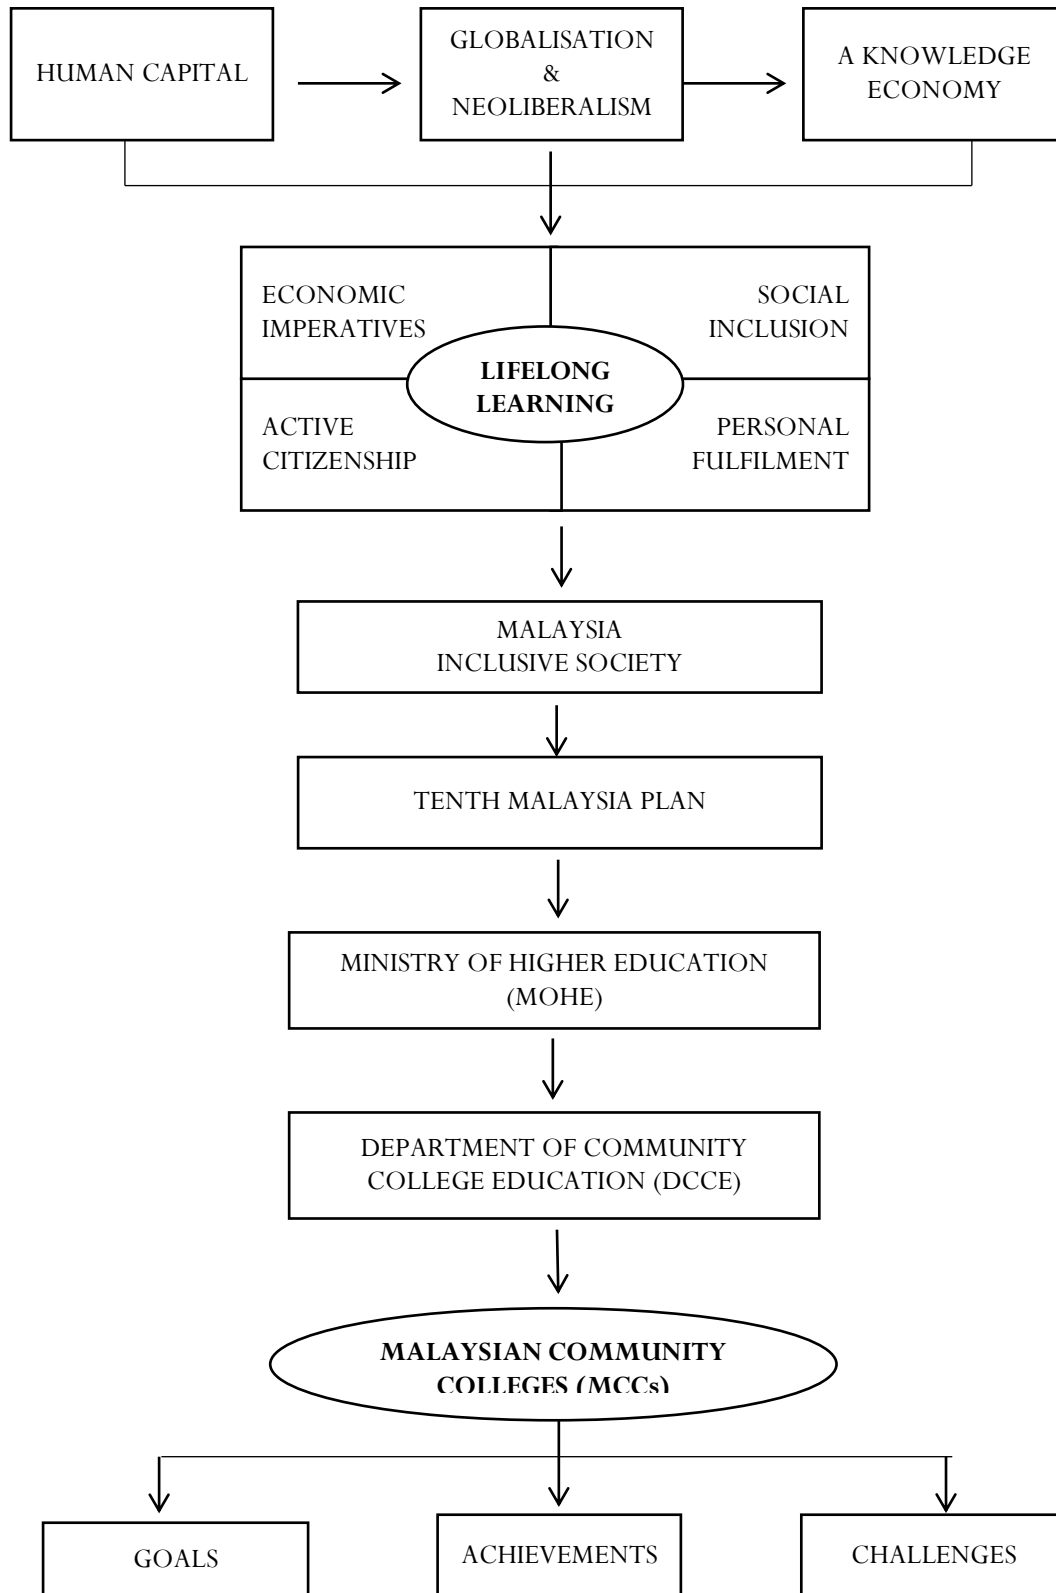 HUMAN CAPITAL
GLOBALISATION
&
NEOLIBERALISM
A KNOWLEDGE
ECONOMY
ECONOMIC
IMPERATIVES
SOCIAL
INCLUSION
LIFELONG
LEARNING
ACTIVE
CITIZENSHIP
PERSONAL
FULFILMENT
MALAYSIA
INCLUSIVE SOCIETY
TENTH MALAYSIA PLAN
MINISTRY OF HIGHER EDUCATION
(MOHE)
DEPARTMENT OF COMMUNITY
COLLEGE EDUCATION (DCCE)
MALAYSIAN COMMUNITY
COLLEGES (MCCs)
GOALS
ACHIEVEMENTS
CHALLENGES